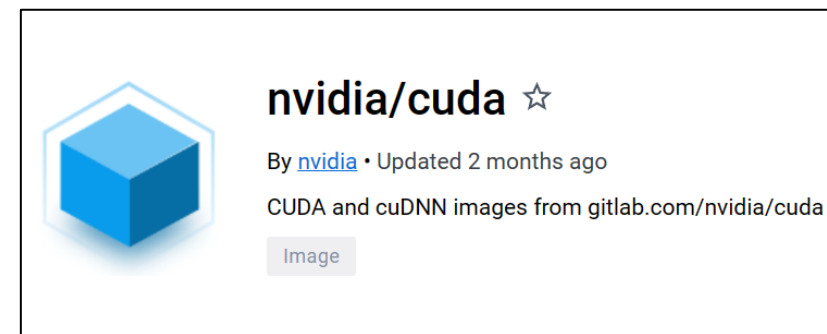 nvidia/cuda ☆
By nvidia • Updated 2 months ago
CUDA and cuDNN images from gitlab.com/nvidia/cuda
Image